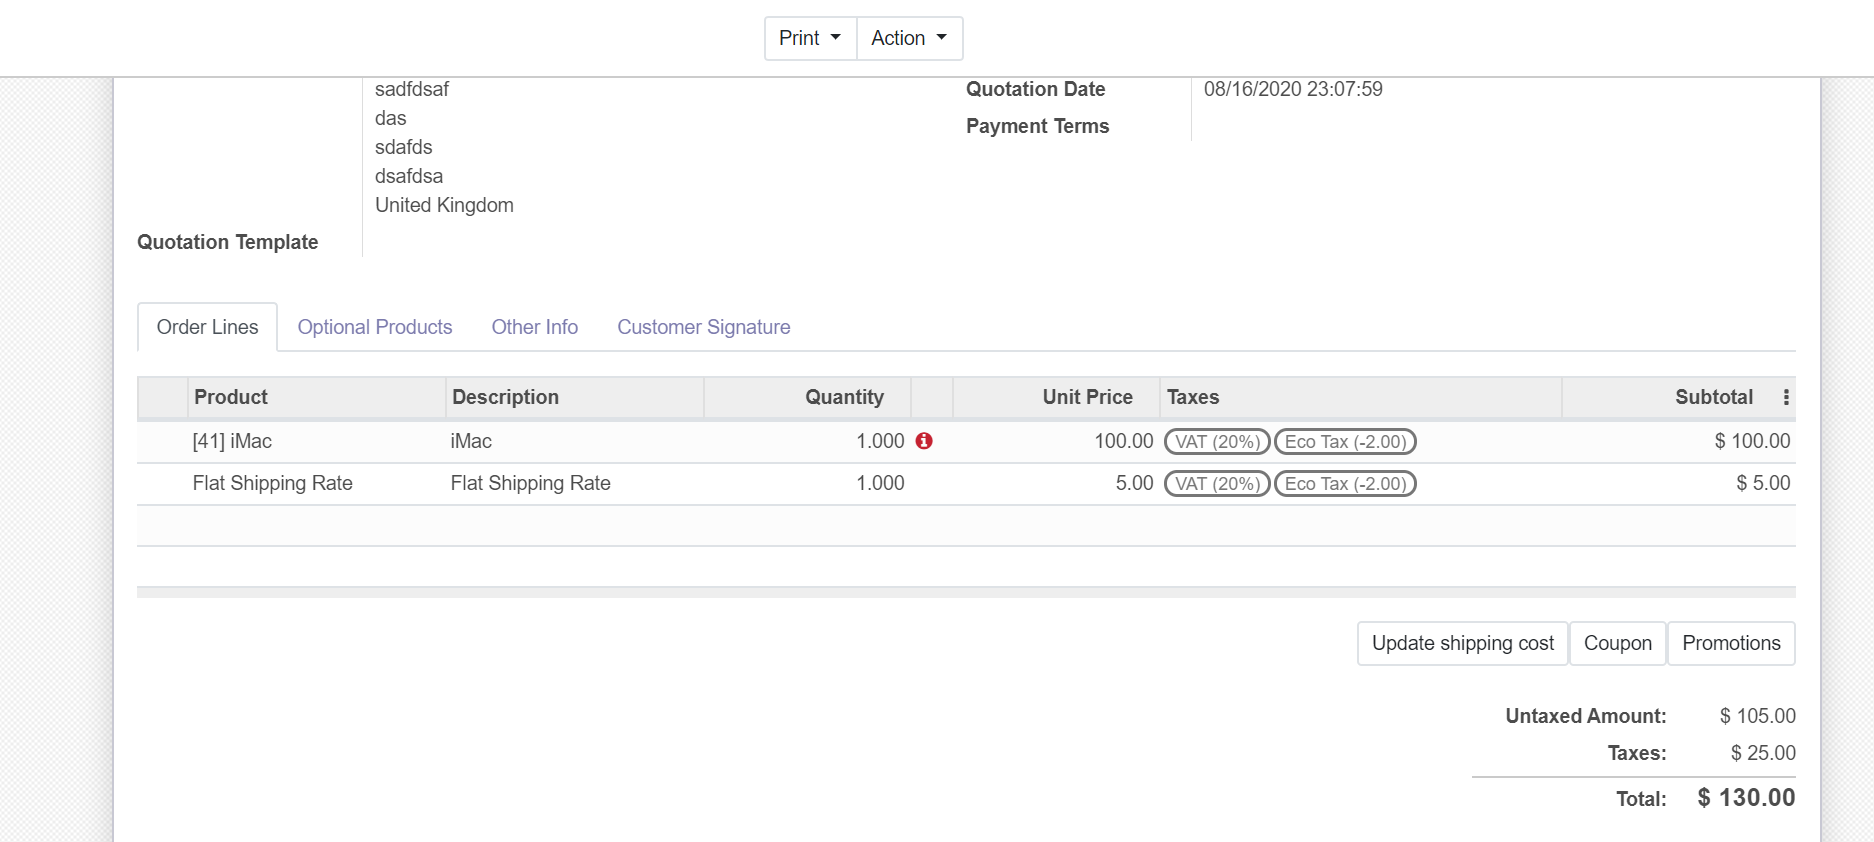 Print Action
sadfdsaf
das
sdafds
dsafdsa
United Kingdom
Quotation Template
Quotation Date 08/16/2020 23:07:59
Payment Terms
Order Lines Optional Products Other Info Customer Signature
Product Description Quantity Unit Price Taxes Subtotal
[41] iMac iMac 1.000 100.00 VAT (20%) Eco Tax (-2.00) $ 100.00
Flat Shipping Rate Flat Shipping Rate 1.000 5.00 VAT (20%) Eco Tax (-2.00) $ 5.00
Update shipping cost Coupon Promotions
Untaxed Amount: $ 105.00
Taxes: $ 25.00
Total: $ 130.00